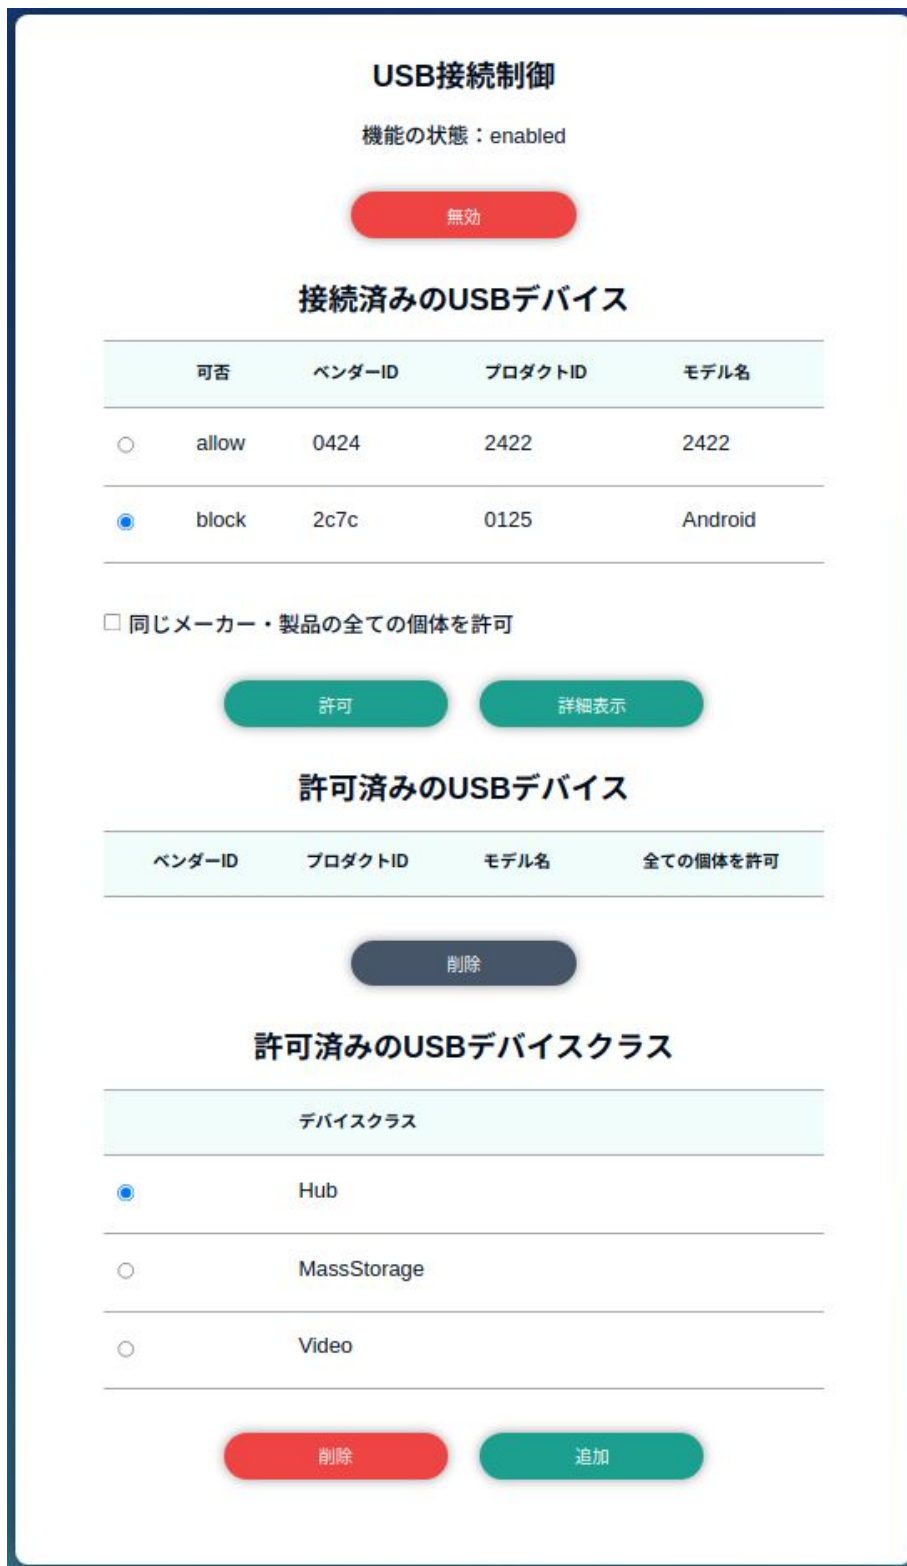 USB接続制御
機能の状態：enabled
無効
接続済みのUSBデバイス
可否 ベンダーID プロダクトID モデル名
allow 0424 2422 2422
block 2c7c 0125 Android
同じメーカー・製品の全ての個体を許可
許可 詳細表示
許可済みのUSBデバイス
ベンダーID プロダクトID モデル名 全ての個体を許可
削除
許可済みのUSBデバイスクラス
デバイスクラス
Hub
MassStorage
Video
削除 追加